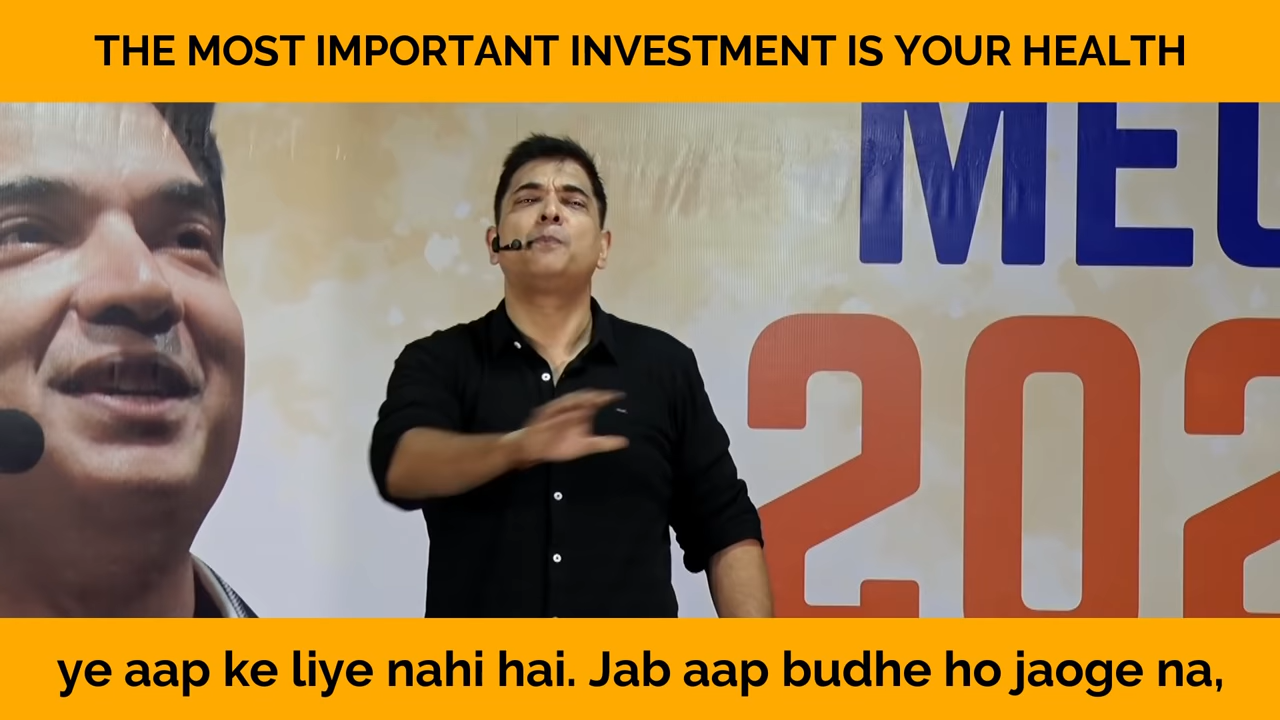 THE MOST IMPORTANT INVESTMENT IS YOUR HEALTH
ye aap ke liye nahi hai. Jab aap budhe ho jaoge na,